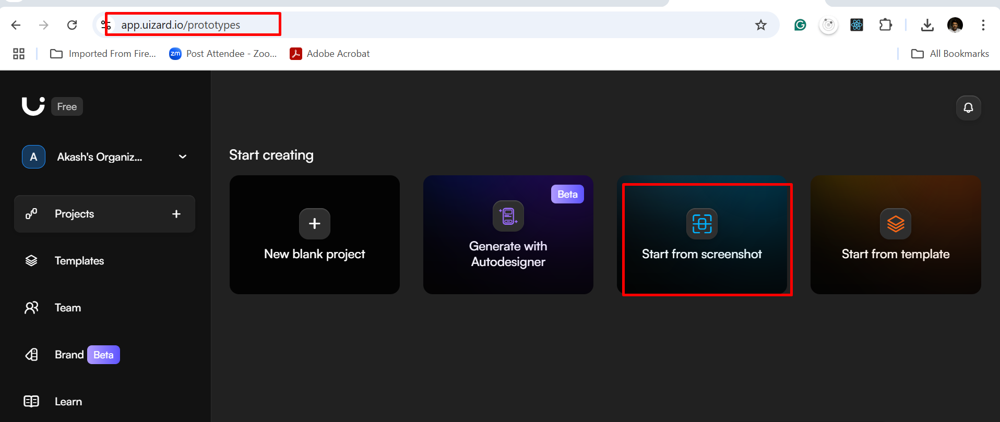 app.uizard.io/prototypes
Imported From Fire...
zm
Post Attendee - Zoo...
Adobe Acrobat
All Bookmarks
Free
A
Akash's Organiz...
Projects
Templates
Team
Brand
Beta
Learn
Start creating
New blank project
Beta
Generate with
Autodesigner
Start from screenshot
Start from template